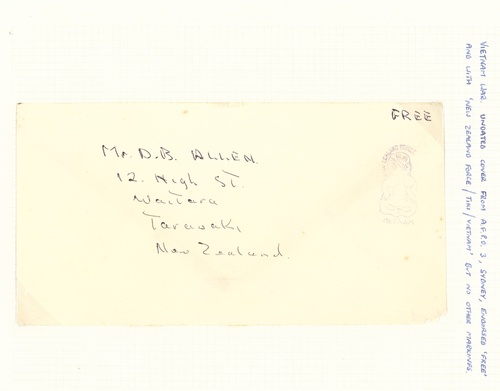 FREE
Mr. D.B. ALLEN.
12. High ST.
Waitara
Taranaki
New Zealand.
VIETNAM WAR. UNDATED COVER FROM A.F.P.O. 3, SYDNEY, ENDORSED 'FREE'
AND WITH 'NEW ZEALAND FORCE / TIKI / VIETNAM' BUT NO OTHER MARKINGS.